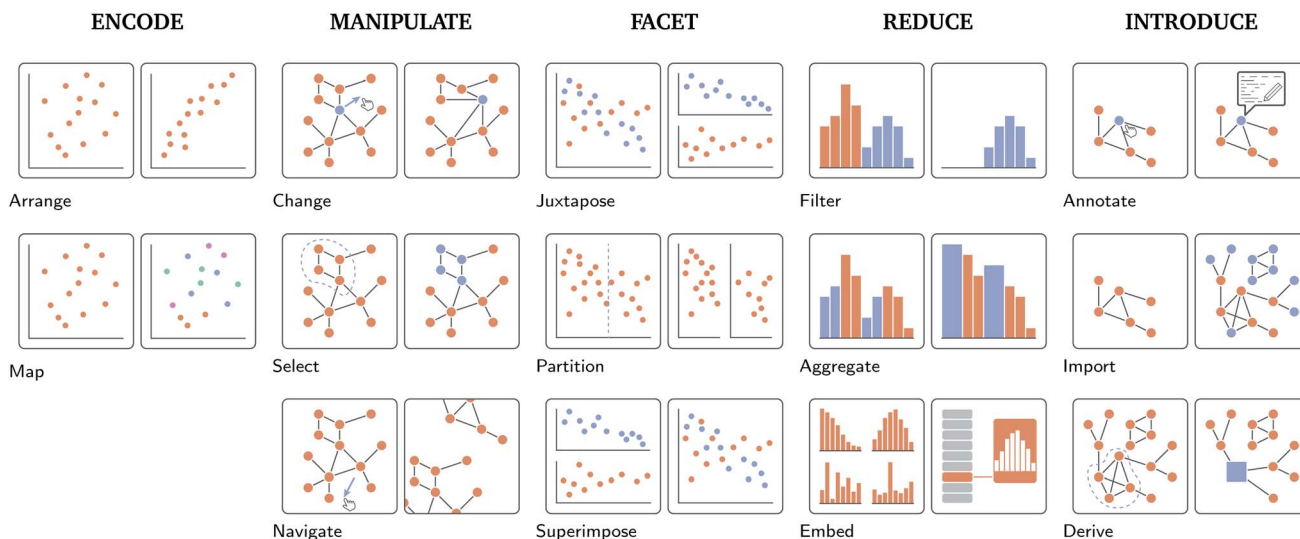 ENCODE MANIPULATE FACET REDUCE INTRODUCE
Arrange Change Juxtapose Filter Annotate
Map Select Partition Aggregate Import
Navigate Superimpose Embed Derive